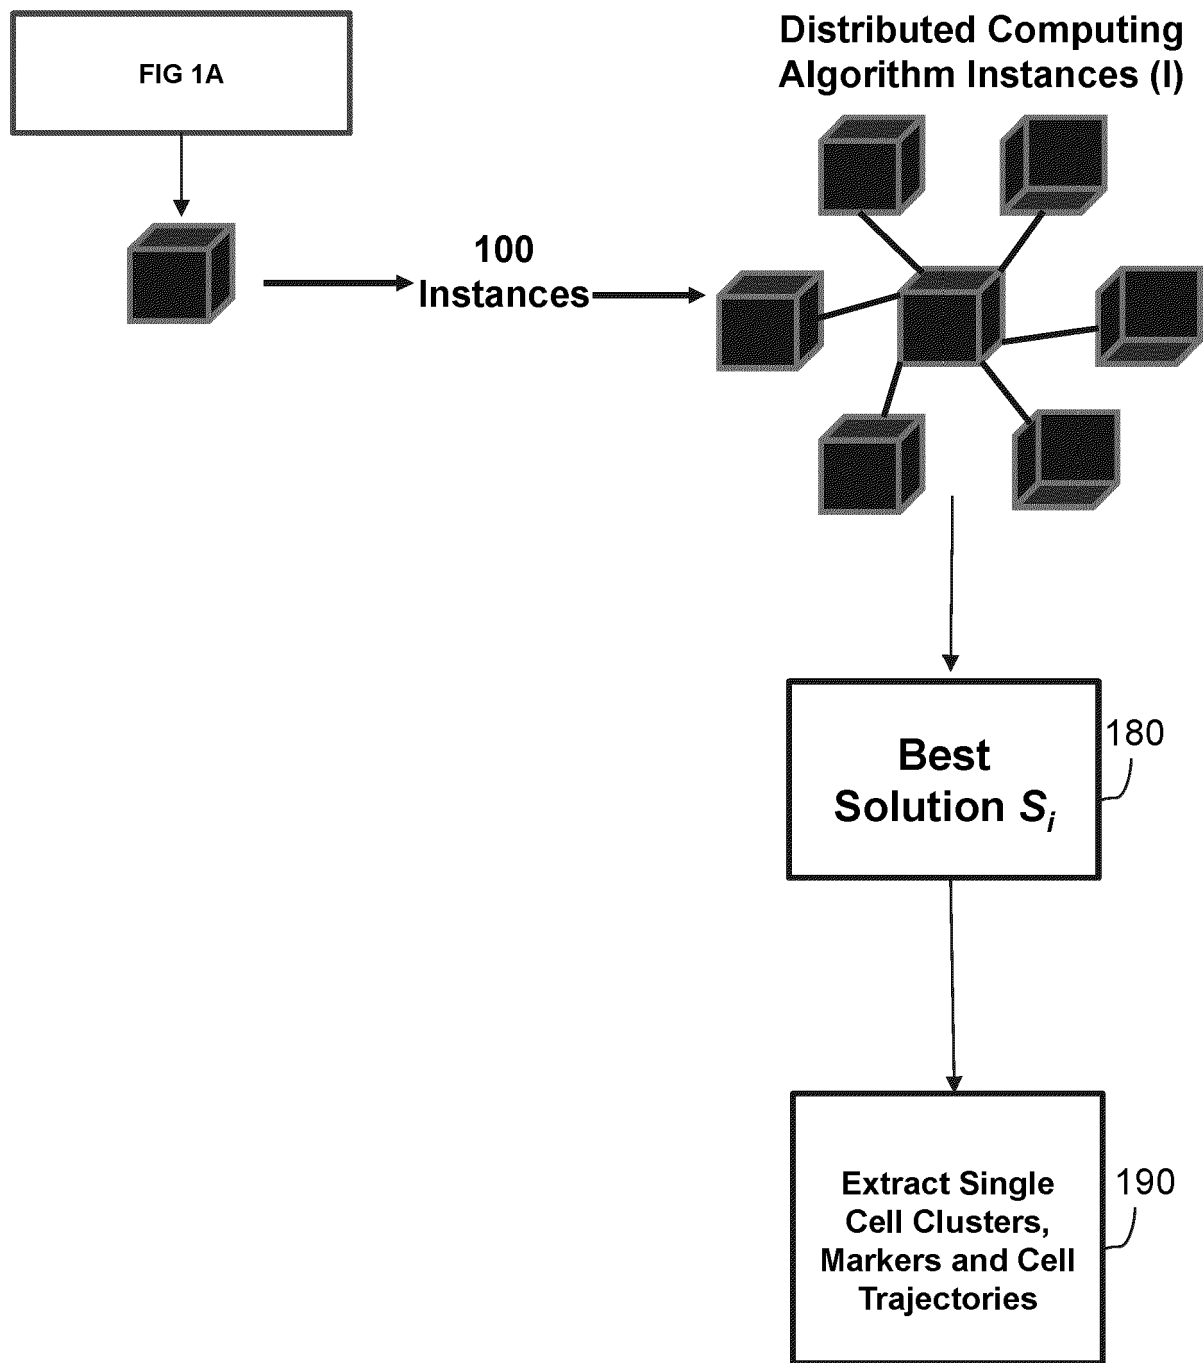 FIG 1A
Distributed Computing
Algorithm Instances (I)
100
Instances
Best
Solution Si
180
Extract Single
Cell Clusters,
Markers and Cell
Trajectories
190